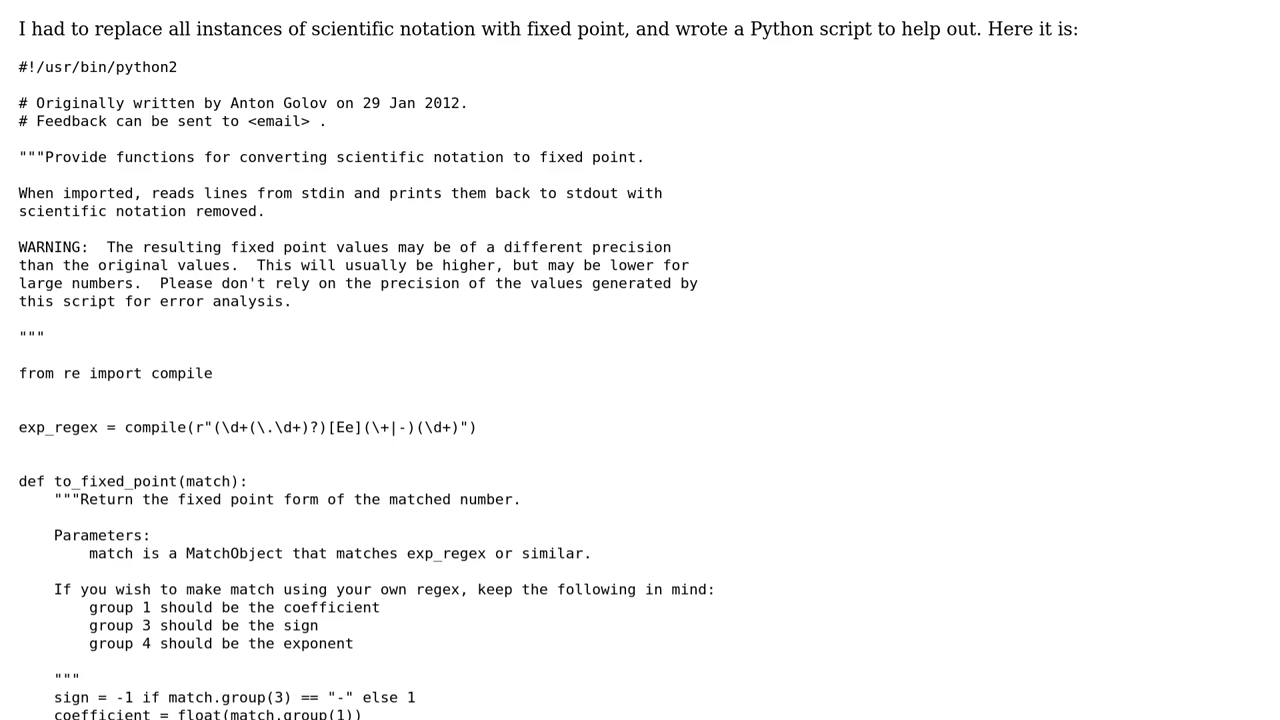 I had to replace all instances of scientific notation with fixed point, and wrote a Python script to help out. Here it is:
#!/usr/bin/python2
# Originally written by Anton Golov on 29 Jan 2012.
# Feedback can be sent to <email> .
"""Provide functions for converting scientific notation to fixed point.
When imported, reads lines from stdin and prints them back to stdout with
scientific notation removed.
WARNING:  The resulting fixed point values may be of a different precision
than the original values.  This will usually be higher, but may be lower for
large numbers.  Please don't rely on the precision of the values generated by
this script for error analysis.
"""
from re import compile
exp_regex = compile(r"(\d+(\.\d+)?)[Ee](\+|-)(\d+)")
def to_fixed_point(match):
    """Return the fixed point form of the matched number.
    Parameters:
        match is a MatchObject that matches exp_regex or similar.
    If you wish to make match using your own regex, keep the following in mind:
        group 1 should be the coefficient
        group 3 should be the sign
        group 4 should be the exponent
    """
    sign = -1 if match.group(3) == "-" else 1
    coefficient = float(match.group(1))